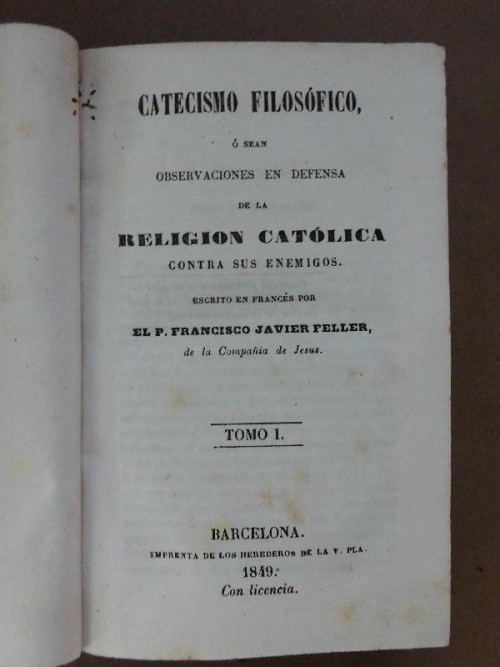 CATECISMO FILOSÓFICO,
ó SEAN
OBSERVACIONES EN DEFENSA
DE LA
RELIGION CATÓLICA
CONTRA SUS ENEMIGOS.
ESCRITO EN FRANCÉS POR
EL P. FRANCISCO JAVIER FELLER,
de la Compañia de Jesus.
TOMO I.
BARCELONA.
IMPRENTA DE LOS HEREDEROS DE LA V. PLA.
1849.
Con licencia.